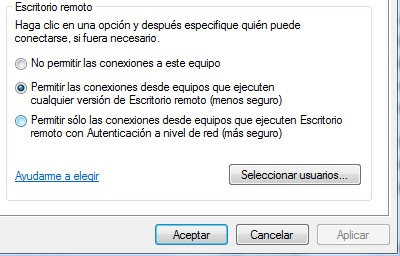 Escritorio remoto
Haga clic en una opción y después especifique quién puede
conectarse, si fuera necesario.
No permitir las conexiones a este equipo
Permitir las conexiones desde equipos que ejecuten
cualquier versión de Escritorio remoto (menos seguro)
Permitir sólo las conexiones desde equipos que ejecuten Escritorio
remoto con Autenticación a nivel de red (más seguro)
Ayudarme a elegir
Seleccionar usuarios...
Aceptar
Cancelar
Aplicar